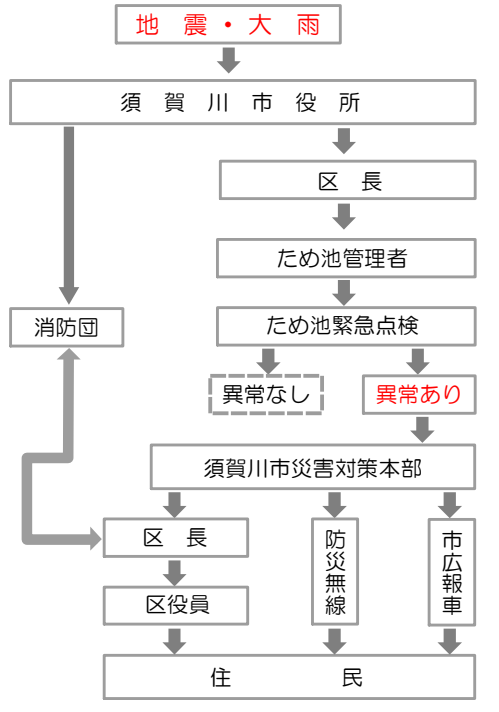 地震・大雨
須賀川市役所
区長
ため池管理者
消防団
ため池緊急点検
異常なし
異常あり
須賀川市災害対策本部
区長
防災無線
市広報車
区役員
住民